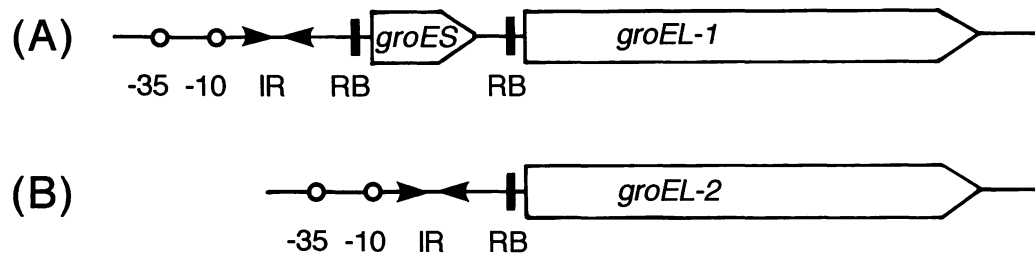 (A) groES groEL-1
-35 -10 IR RB RB
(B) groEL-2
-35 -10 IR RB